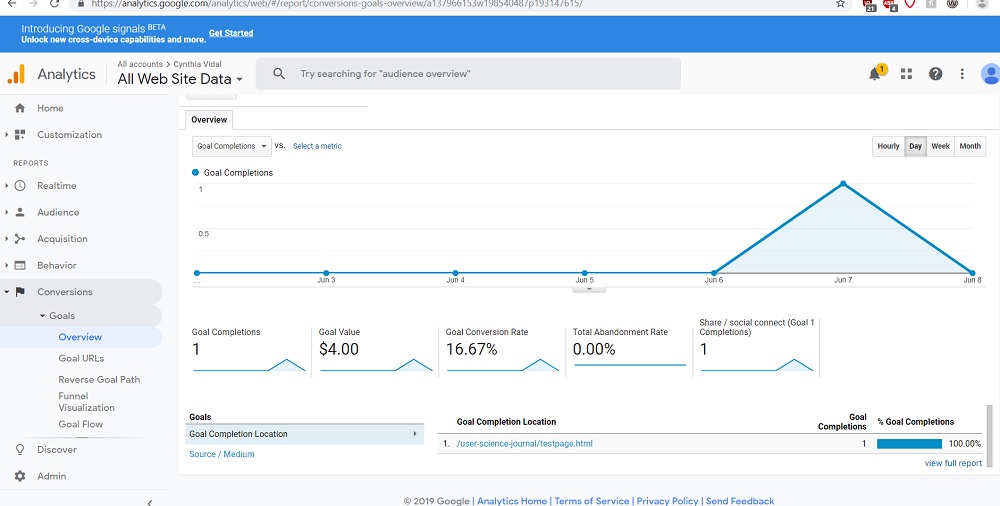 https://analytics.google.com/analytics/web/#/report/conversions-goals-overview/a137966153w198540487p193147615/
21
4
Introducing Google signals BETA
Unlock new cross-device capabilities and more. Get Started
Analytics
All accounts > Cynthia Vidal
All Web Site Data
Try searching for "audience overview"
1
Home
Customization
REPORTS
Realtime
Audience
Acquisition
Behavior
Conversions
Goals
Overview
Goal URLs
Reverse Goal Path
Funnel
Visualization
Goal Flow
Discover
Admin
Overview
Goal Completions vs. Select a metric
Hourly Day Week Month
Goal Completions
1
0.5
... Jun 3 Jun 4 Jun 5 Jun 6 Jun 7 Jun 8
Goal Completions
1
Goal Value
$4.00
Goal Conversion Rate
16.67%
Total Abandonment Rate
0.00%
Share / social connect (Goal 1
Completions)
1
Goals
Goal Completion Location
Source / Medium
Goal Completion Location
Goal
Completions
% Goal Completions
1. /user-science-journal/testpage.html 1 100.00%
view full report
© 2019 Google | Analytics Home | Terms of Service | Privacy Policy | Send Feedback